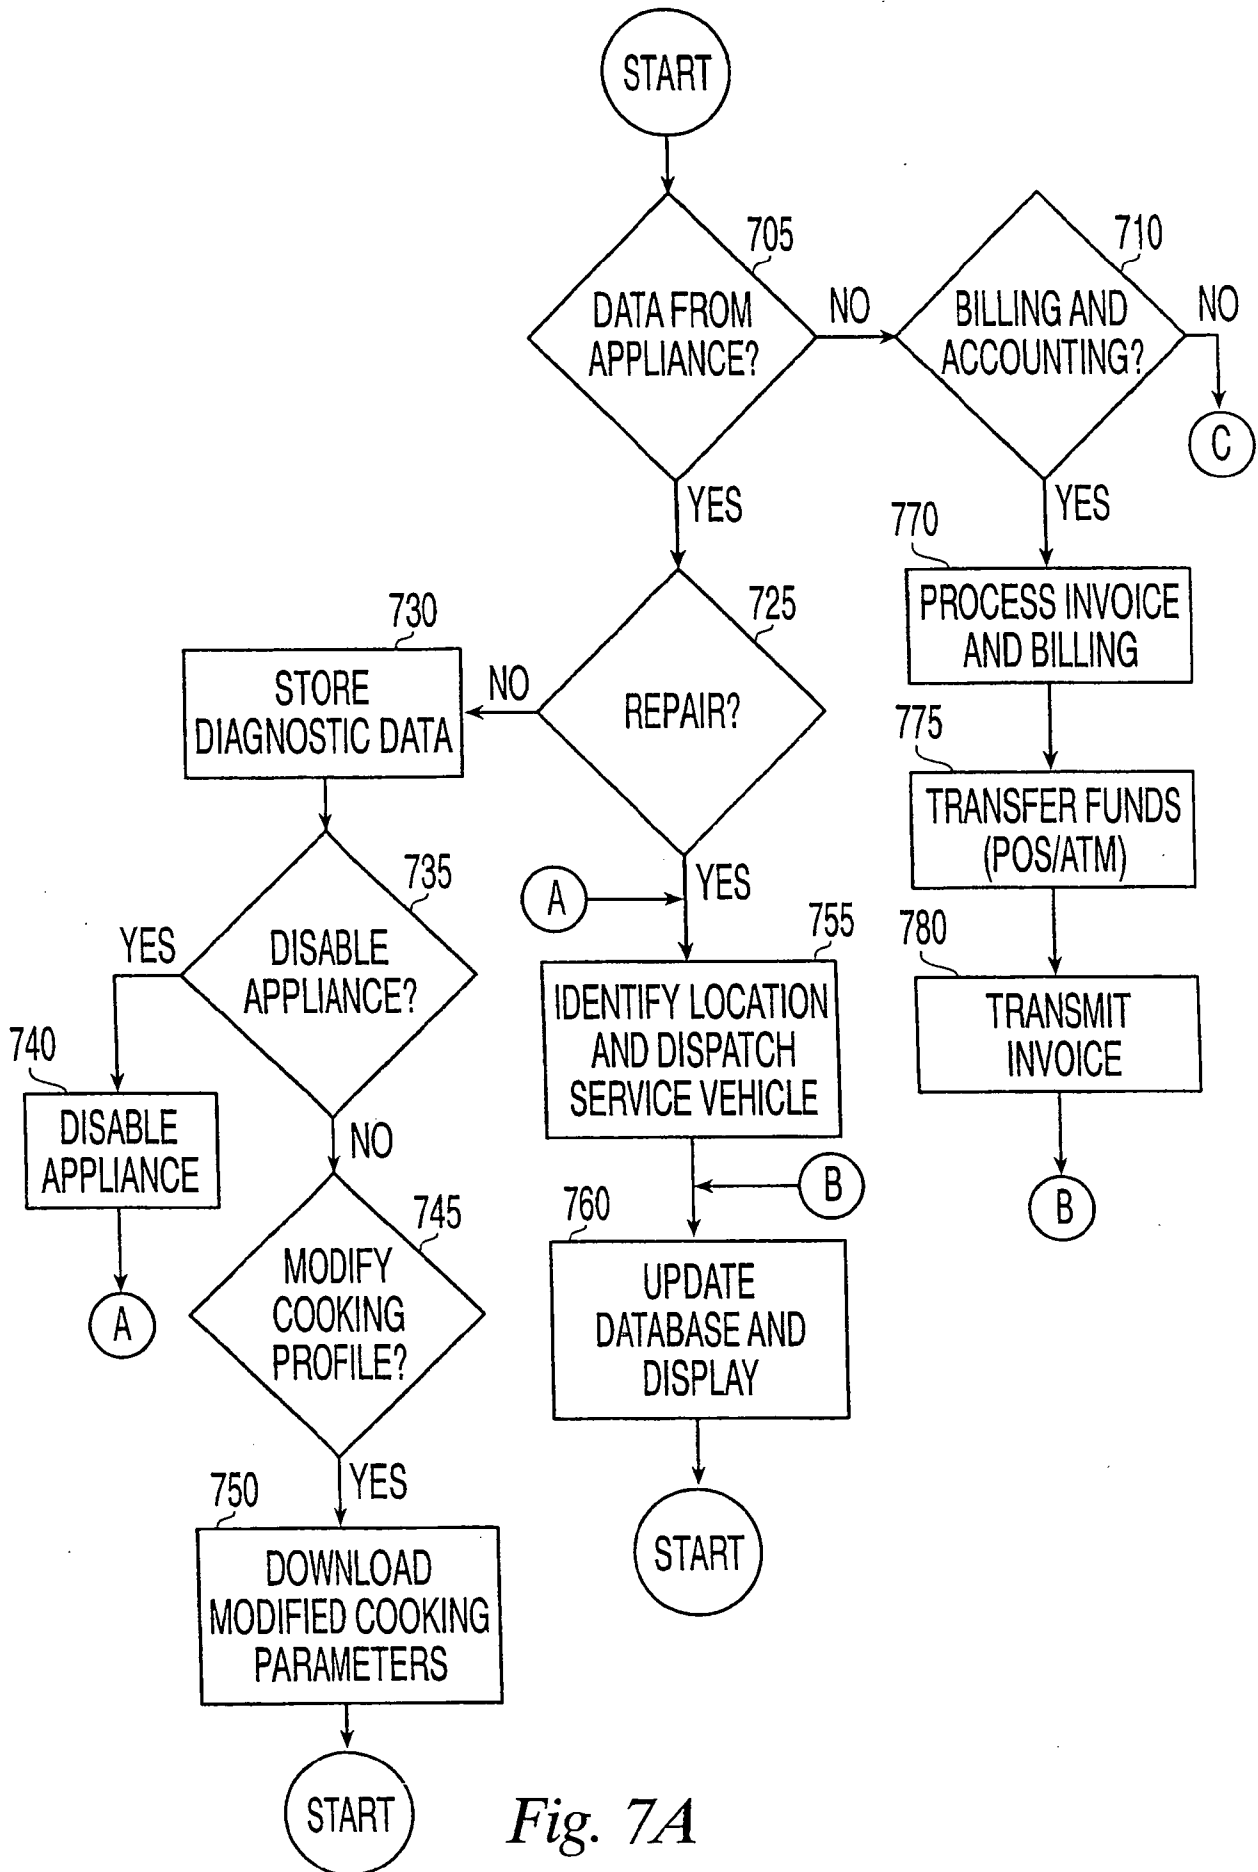 START
705
DATA FROM
APPLIANCE?
NO
710
BILLING AND
ACCOUNTING?
NO
C
YES
YES
770
PROCESS INVOICE
AND BILLING
725
REPAIR?
NO
730
STORE
DIAGNOSTIC DATA
775
TRANSFER FUNDS
(POS/ATM)
YES
A
735
DISABLE
APPLIANCE?
YES
755
IDENTIFY LOCATION
AND DISPATCH
SERVICE VEHICLE
780
TRANSMIT
INVOICE
740
DISABLE
APPLIANCE
NO
B
B
A
745
MODIFY
COOKING
PROFILE?
760
UPDATE
DATABASE AND
DISPLAY
YES
750
DOWNLOAD
MODIFIED COOKING
PARAMETERS
START
START
Fig. 7A